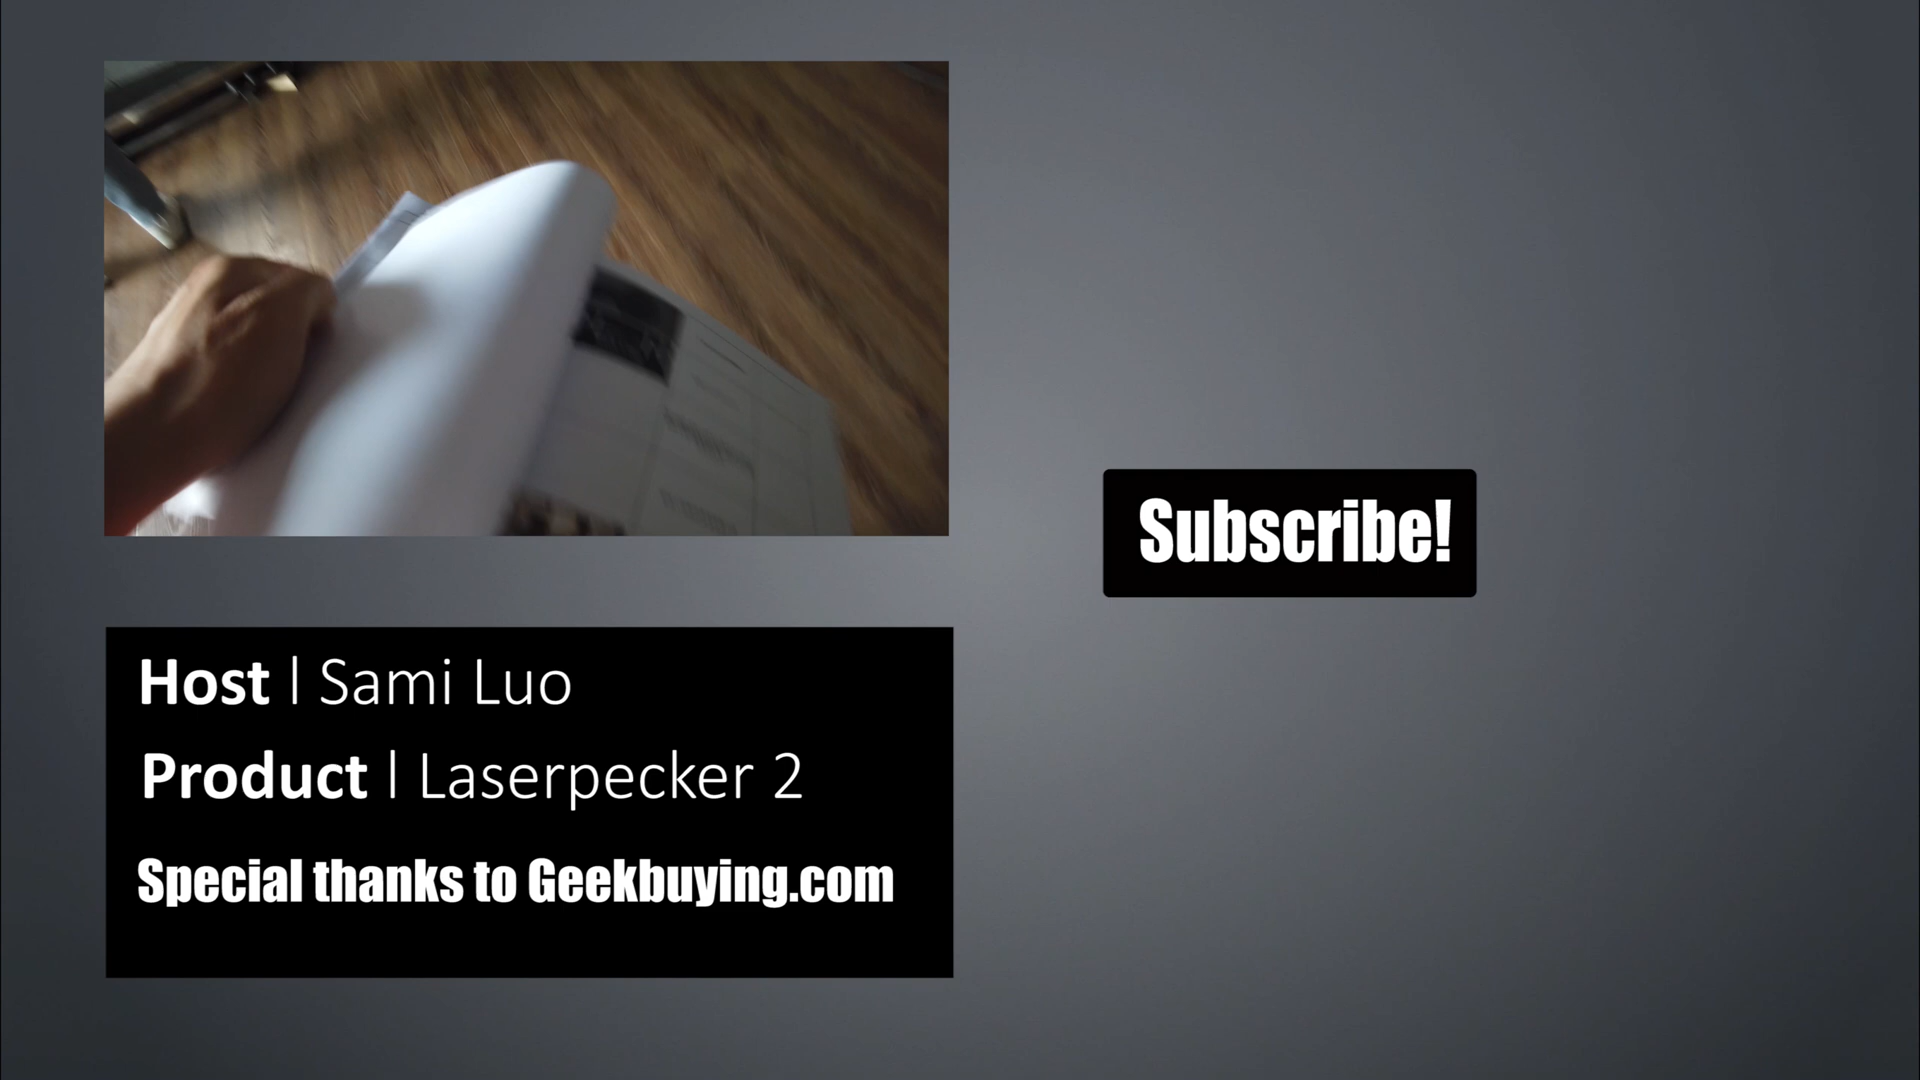 Subscribe!
Host l Sami Luo
Product l Laserpecker 2
Special thanks to Geekbuying.com